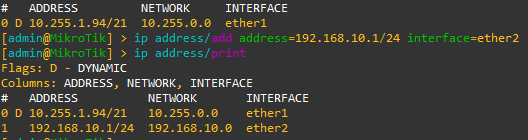 #   ADDRESS          NETWORK      INTERFACE
0 D 10.255.1.94/21   10.255.0.0   ether1
[admin@MikroTik] > ip address/add address=192.168.10.1/24 interface=ether2
[admin@MikroTik] > ip address/print
Flags: D - DYNAMIC
Columns: ADDRESS, NETWORK, INTERFACE
#   ADDRESS          NETWORK       INTERFACE
0 D 10.255.1.94/21   10.255.0.0    ether1
1   192.168.10.1/24  192.168.10.0  ether2